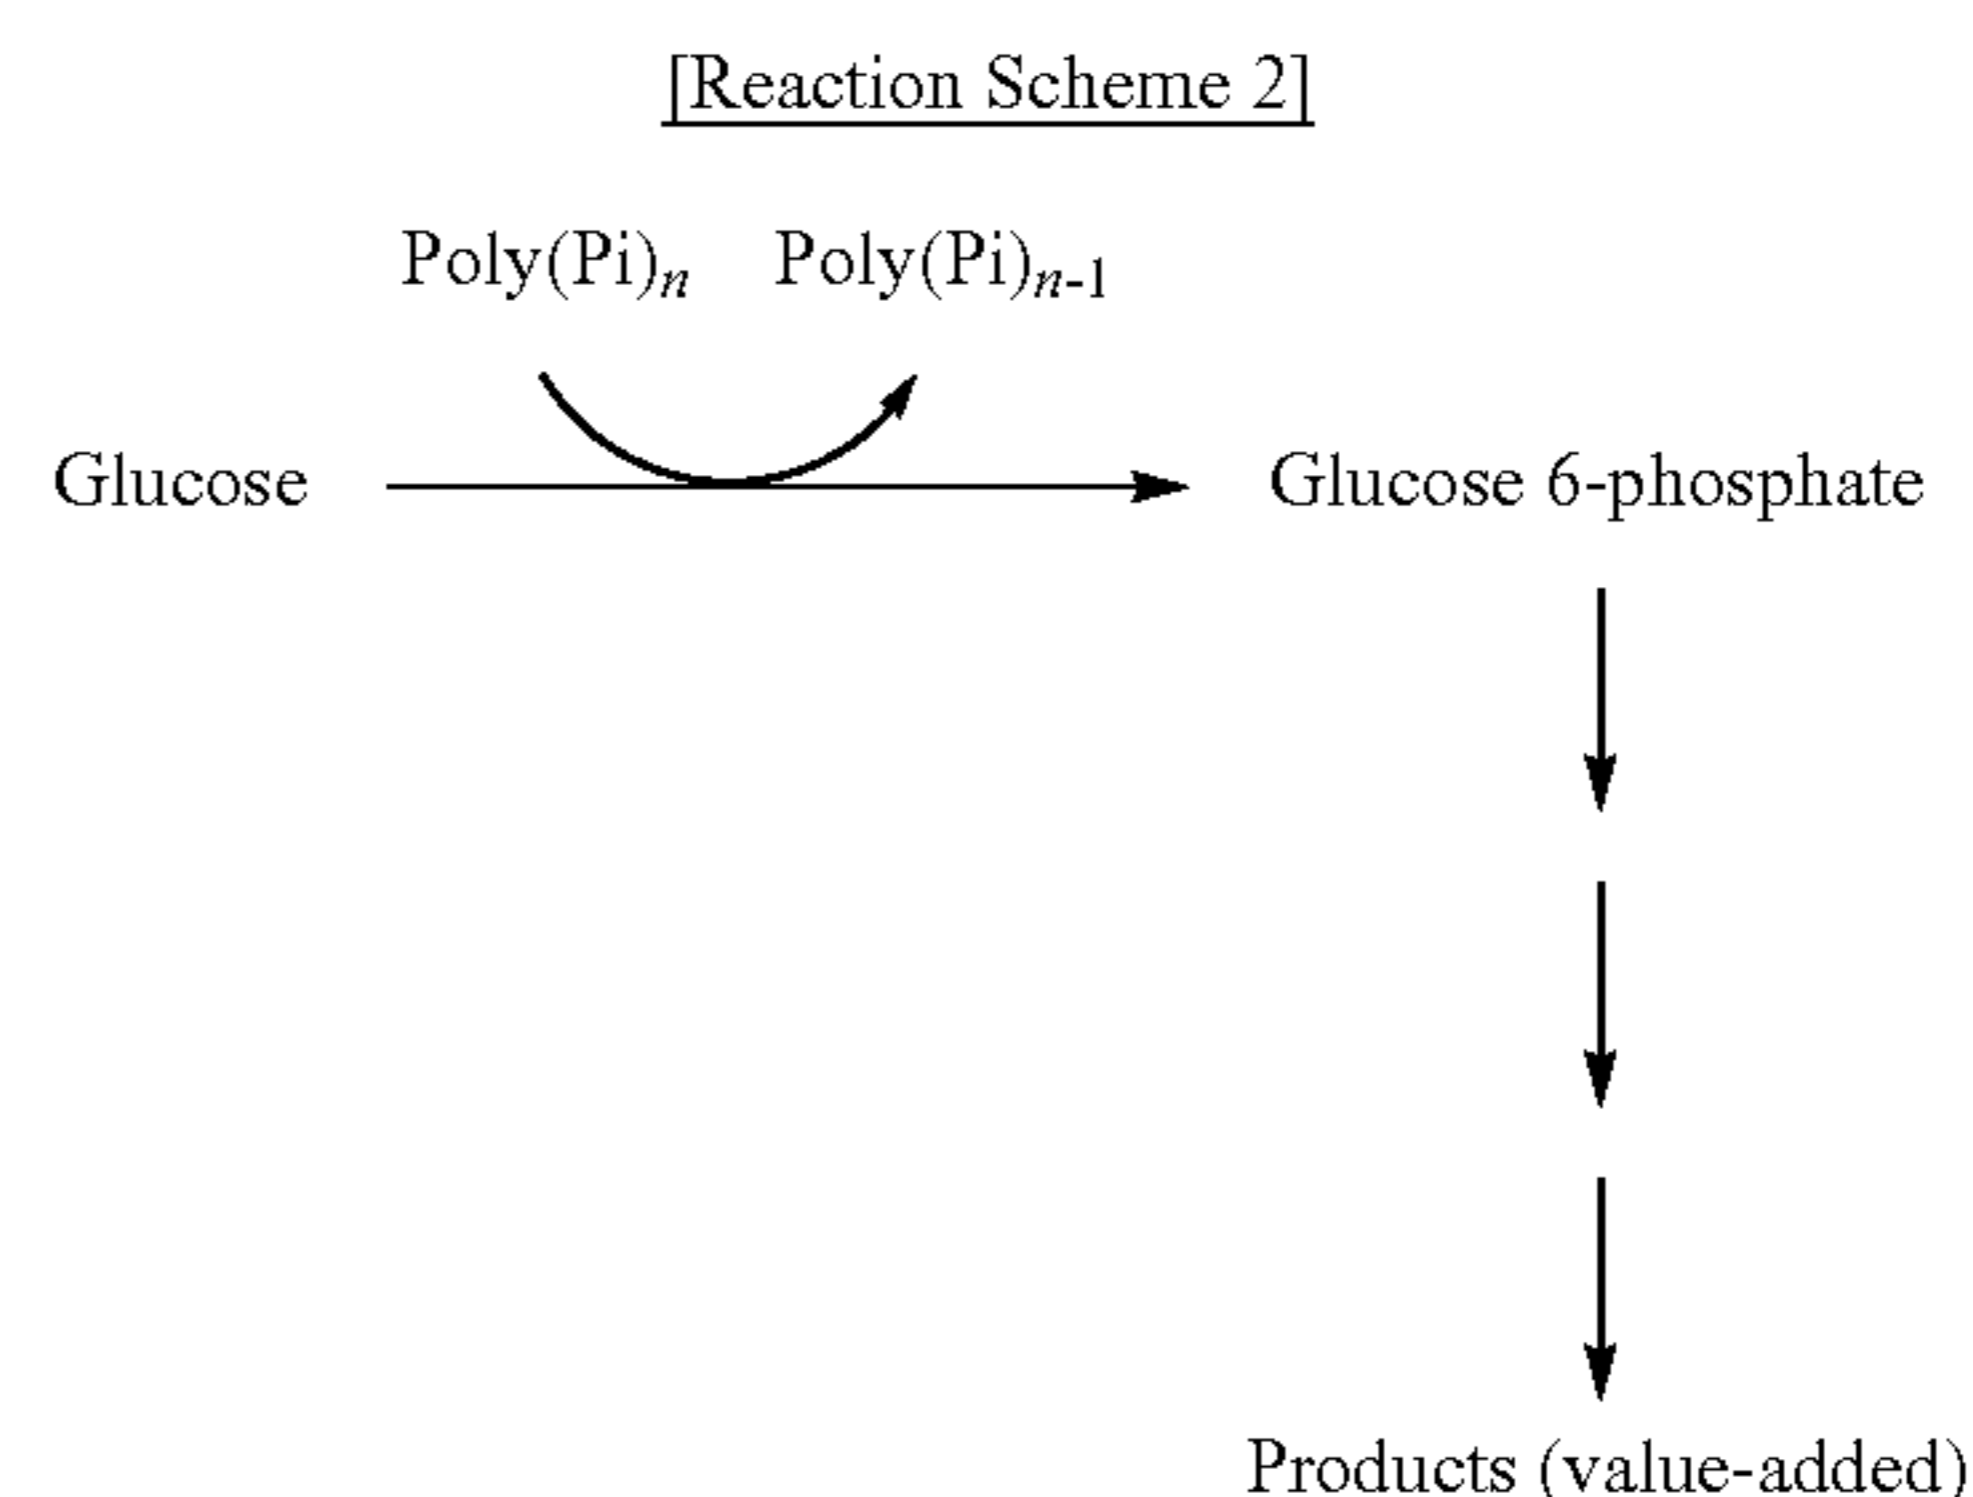 [Reaction Scheme 2]
Poly(Pi)n Poly(Pi)n-1
Glucose Glucose 6-phosphate
Products (value-added)